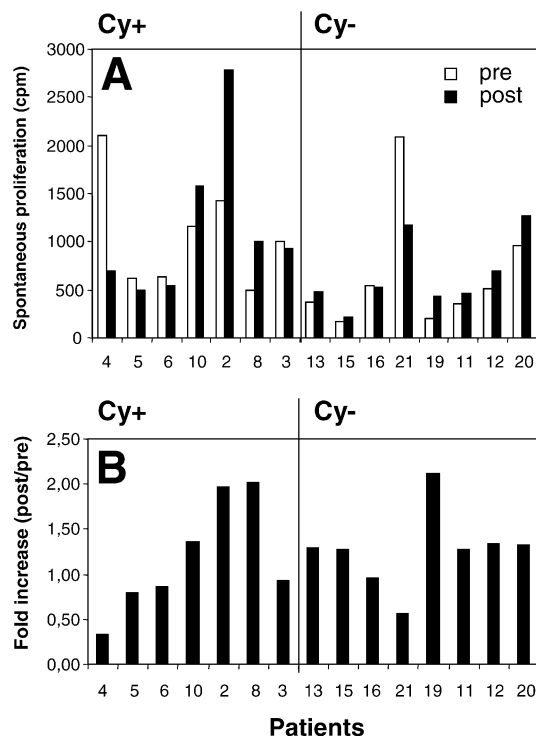 Cy+ Cy-
A
Spontaneous proliferation (cpm)
3000
2500
2000
1500
1000
500
0
pre
post
4 5 6 10 2 8 3 13 15 16 21 19 11 12 20
Cy+ Cy-
B
Fold increase (post/pre)
2,50
2,00
1,50
1,00
0,50
0,00
4 5 6 10 2 8 3 13 15 16 21 19 11 12 20
Patients